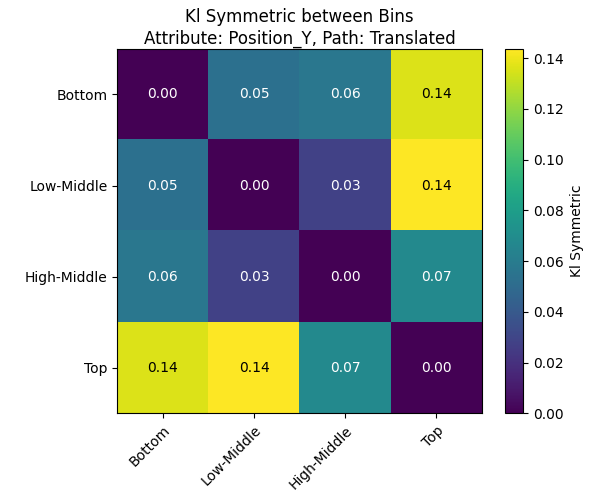 Kl Symmetric between Bins
Attribute: Position_Y, Path: Translated
Bottom 0.00 0.05 0.06 0.14
Low-Middle 0.05 0.00 0.03 0.14
High-Middle 0.06 0.03 0.00 0.07
Top 0.14 0.14 0.07 0.00
Bottom Low-Middle High-Middle Top
0.14
0.12
0.10
0.08
0.06
0.04
0.02
0.00
Kl Symmetric